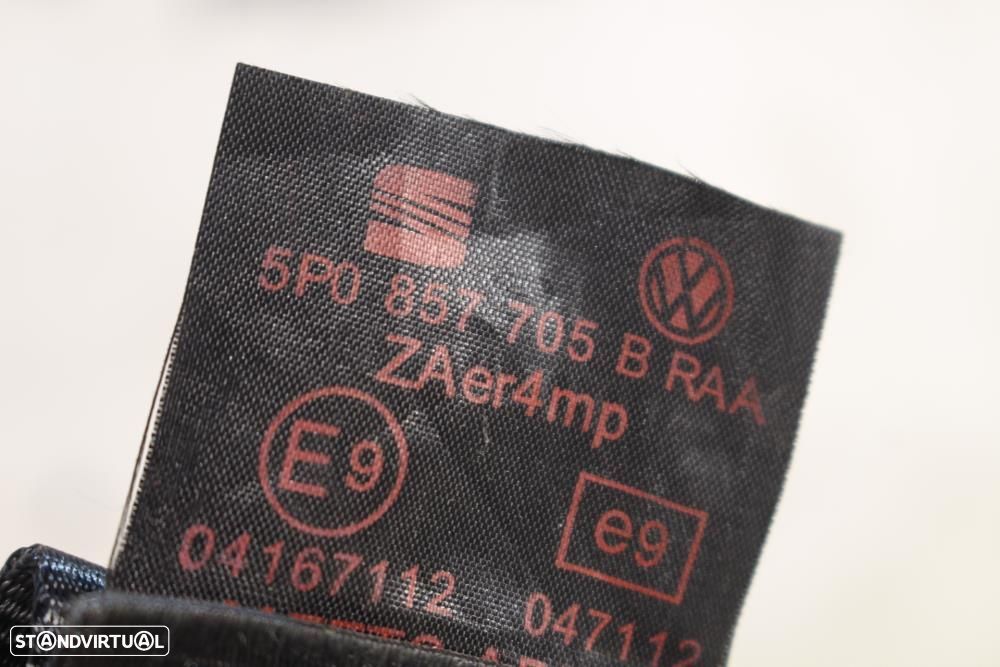 5P0 857 705 B RAA
ZAer4mp
E9
e9
04167112
047112
STANDVIRTUAL